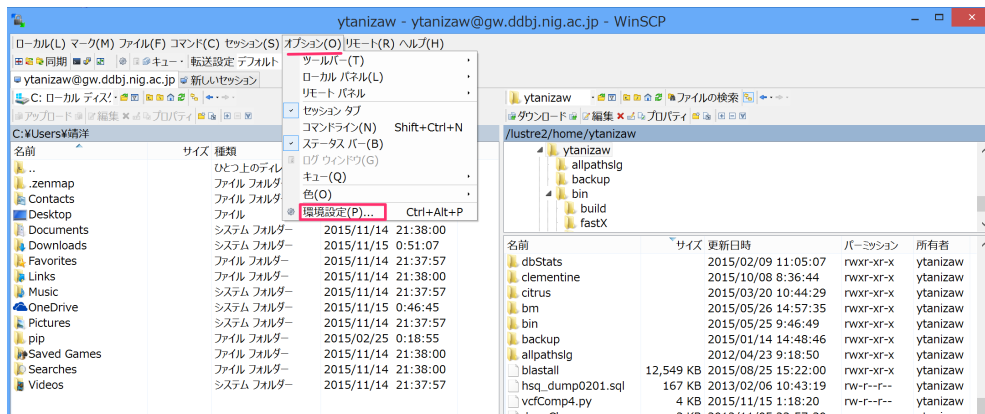 ytanizaw - ytanizaw@gw.ddbj.nig.ac.jp - WinSCP
ローカル(L) マーク(M) ファイル(F) コマンド(C) セッション(S) オプション(O) リモート(R) ヘルプ(H)
同期 キュー 転送設定 デフォルト
ytanizaw@gw.ddbj.nig.ac.jp 新しいセッション
ツールバー(T)
ローカル パネル(L)
リモート パネル
セッション タブ
コマンドライン(N) Shift+Ctrl+N
ステータス バー(B)
ログ ウィンドウ(G)
キュー(Q)
色(O)
環境設定(P)... Ctrl+Alt+P
C: ローカル ディスク
アップロード 編集 プロパティ
C:¥Users¥靖洋
名前 サイズ 種類
.. ひとつ上のディレ
.zenmap ファイル フォルダ
Contacts ファイル フォルダ
Desktop ファイル
Documents システム フォルダー 2015/11/14 21:38:00
Downloads システム フォルダー 2015/11/15 0:51:07
Favorites システム フォルダー 2015/11/14 21:37:57
Links システム フォルダー 2015/11/14 21:38:00
Music システム フォルダー 2015/11/14 21:37:57
OneDrive システム フォルダー 2015/11/15 0:46:45
Pictures システム フォルダー 2015/11/14 21:37:57
pip ファイル フォルダー 2015/02/25 0:18:55
Saved Games ファイル フォルダー 2015/11/14 21:38:00
Searches ファイル フォルダー 2015/11/14 21:38:00
Videos システム フォルダー 2015/11/14 21:37:57
ytanizaw ファイルの検索
ダウンロード 編集 プロパティ
/lustre2/home/ytanizaw
ytanizaw
allpathslg
backup
bin
build
fastX
名前 サイズ 更新日時 パーミッション 所有者
dbStats 2015/02/09 11:05:07 rwxr-xr-x ytanizaw
clementine 2015/10/08 8:36:44 rwxr-xr-x ytanizaw
citrus 2015/03/20 10:44:29 rwxr-xr-x ytanizaw
bm 2015/05/26 14:57:35 rwxr-xr-x ytanizaw
bin 2015/05/25 9:46:49 rwxr-xr-x ytanizaw
backup 2015/01/14 14:48:46 rwxr-xr-x ytanizaw
allpathslg 2012/04/23 9:18:50 rwxr-xr-x ytanizaw
blastall 12,549 KB 2015/08/25 15:22:00 rwxr-xr-x ytanizaw
hsq_dump0201.sql 167 KB 2013/02/06 10:43:19 rw-r--r-- ytanizaw
vcfComp4.py 4 KB 2015/11/15 1:18:20 rw-r--r-- ytanizaw